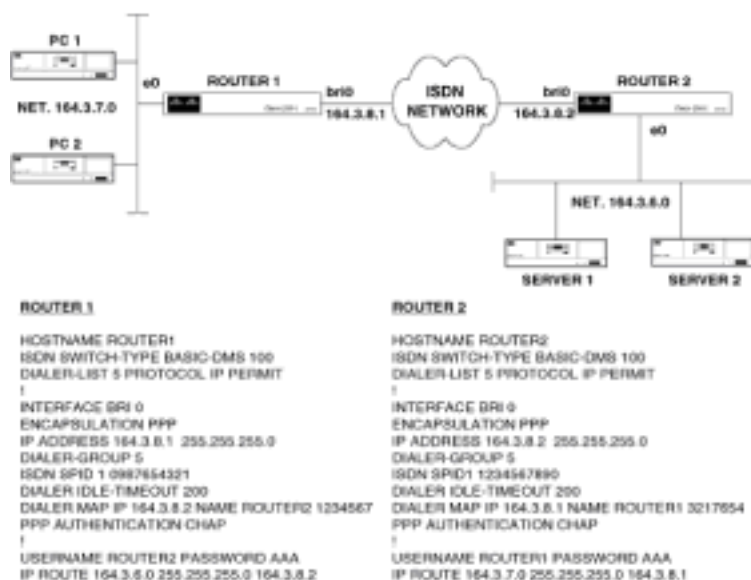 PC 1
e0
ROUTER 1
bri0
164.3.8.1
ISDN
NETWORK
bri0
164.3.8.2
ROUTER 2
NET. 164.3.7.0
e0
PC 2
NET. 164.3.6.0
SERVER 1
SERVER 2
ROUTER 1
HOSTNAME ROUTER1
ISDN SWITCH-TYPE BASIC-DMS 100
DIALER-LIST 5 PROTOCOL IP PERMIT
!
INTERFACE BRI 0
ENCAPSULATION PPP
IP ADDRESS 164.3.8.1 255.255.255.0
DIALER-GROUP 5
ISDN SPID 1 0987654321
DIALER IDLE-TIMEOUT 200
DIALER MAP IP 164.3.8.2 NAME ROUTER2 1234567
PPP AUTHENTICATION CHAP
!
USERNAME ROUTER2 PASSWORD AAA
IP ROUTE 164.3.6.0 255.255.255.0 164.3.8.2
ROUTER 2
HOSTNAME ROUTER2
ISDN SWITCH-TYPE BASIC-DMS 100
DIALER-LIST 5 PROTOCOL IP PERMIT
!
INTERFACE BRI 0
ENCAPSULATION PPP
IP ADDRESS 164.3.8.2 255.255.255.0
DIALER-GROUP 5
ISDN SPID1 1234567890
DIALER IDLE-TIMEOUT 200
DIALER MAP IP 164.3.8.1 NAME ROUTER1 3217654
PPP AUTHENTICATION CHAP
!
USERNAME ROUTER1 PASSWORD AAA
IP ROUTE 164.3.7.0 255.255.255.0 164.3.8.1